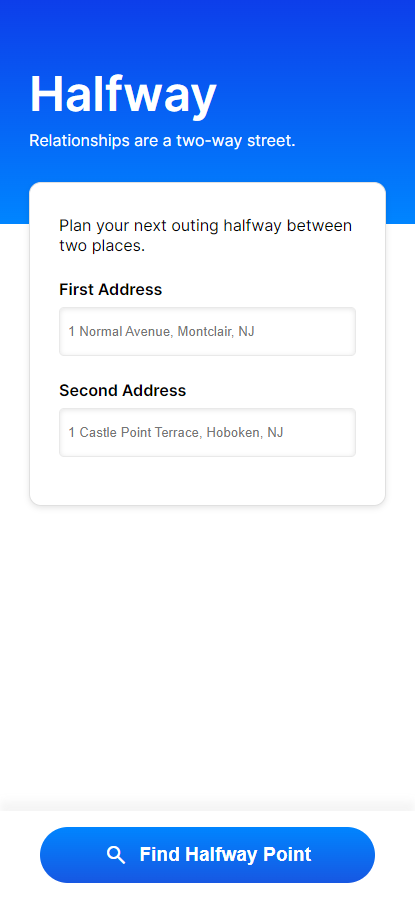 Halfway
Relationships are a two-way street.
Plan your next outing halfway between
two places.
First Address
1 Normal Avenue, Montclair, NJ
Second Address
1 Castle Point Terrace, Hoboken, NJ
Find Halfway Point